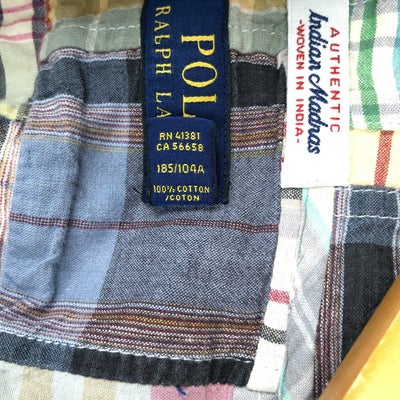 POL
RALPH LA
RN 41381
CA 56658
185/104A
100% COTTON
/COTON
AUTHENTIC
Indian Madras
-WOVEN IN INDIA-